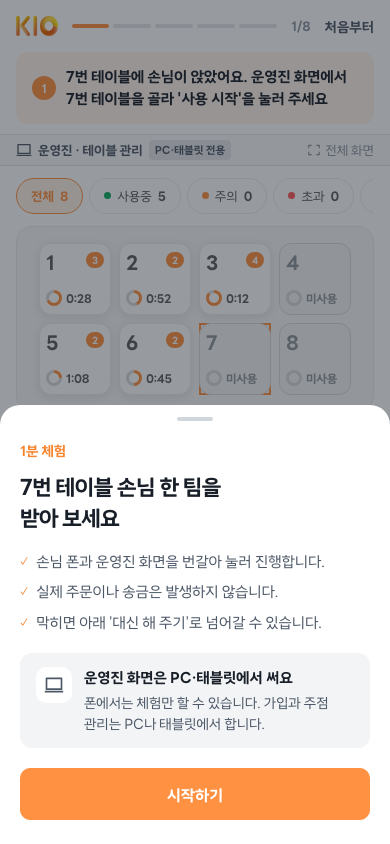 KIO 1/8 처음부터
1 7번 테이블에 손님이 앉았어요. 운영진 화면에서
7번 테이블을 골라 '사용 시작'을 눌러 주세요
운영진 · 테이블 관리 PC·태블릿 전용 전체 화면
전체 8 사용중 5 주의 0 초과 0
1 3 2 2 3 4 4
0:28 0:52 0:12 미사용
5 2 6 2 7 8
1:08 0:45 미사용 미사용
1분 체험
7번 테이블 손님 한 팀을
받아 보세요
✓ 손님 폰과 운영진 화면을 번갈아 눌러 진행합니다.
✓ 실제 주문이나 송금은 발생하지 않습니다.
✓ 막히면 아래 '대신 해 주기'로 넘어갈 수 있습니다.
운영진 화면은 PC·태블릿에서 써요
폰에서는 체험만 할 수 있습니다. 가입과 주점
관리는 PC나 태블릿에서 합니다.
시작하기